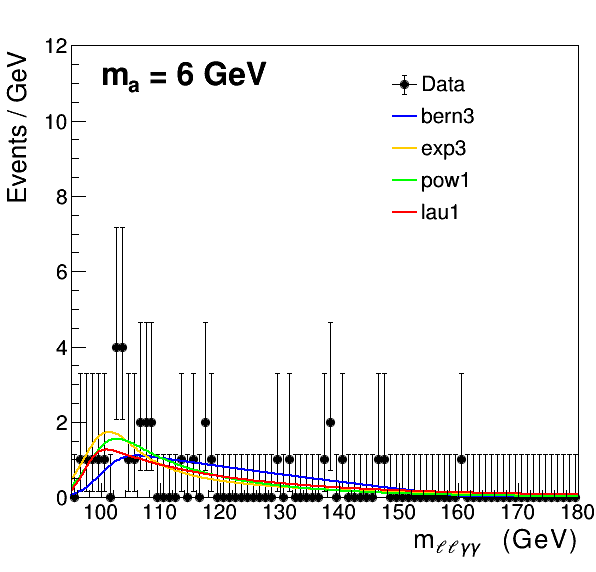 m_a = 6 GeV
Events / GeV
Data
bern3
exp3
pow1
lau1
12
10
8
6
4
2
0
100 110 120 130 140 150 160 170 180
m_ℓℓγγ (GeV)